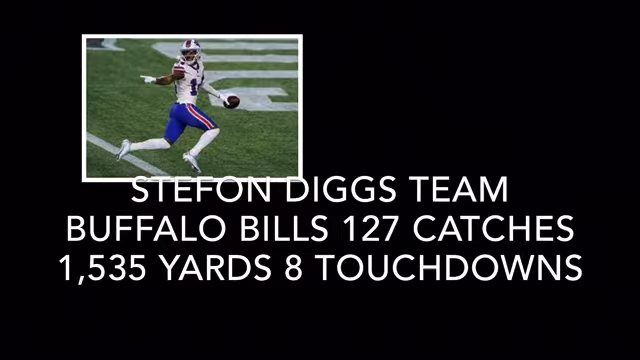 STEFON DIGGS TEAM
BUFFALO BILLS 127 CATCHES
1,535 YARDS 8 TOUCHDOWNS